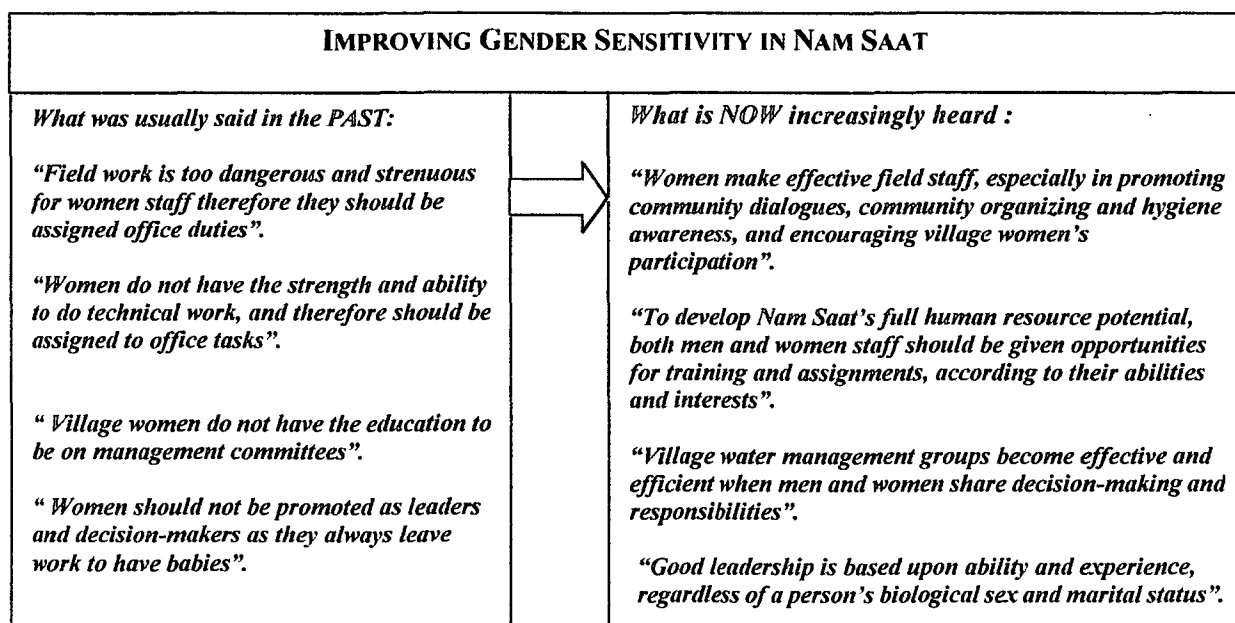 IMPROVING GENDER SENSITIVITY IN NAM SAAT
What was usually said in the PAST:
“Field work is too dangerous and strenuous
for women staff therefore they should be
assigned office duties”.
“Women do not have the strength and ability
to do technical work, and therefore should be
assigned to office tasks”.
“ Village women do not have the education to
be on management committees”.
“ Women should not be promoted as leaders
and decision-makers as they always leave
work to have babies”.
What is NOW increasingly heard :
“Women make effective field staff, especially in promoting
community dialogues, community organizing and hygiene
awareness, and encouraging village women’s
participation”.
“To develop Nam Saat’s full human resource potential,
both men and women staff should be given opportunities
for training and assignments, according to their abilities
and interests”.
“Village water management groups become effective and
efficient when men and women share decision-making and
responsibilities”.
“Good leadership is based upon ability and experience,
regardless of a person’s biological sex and marital status”.